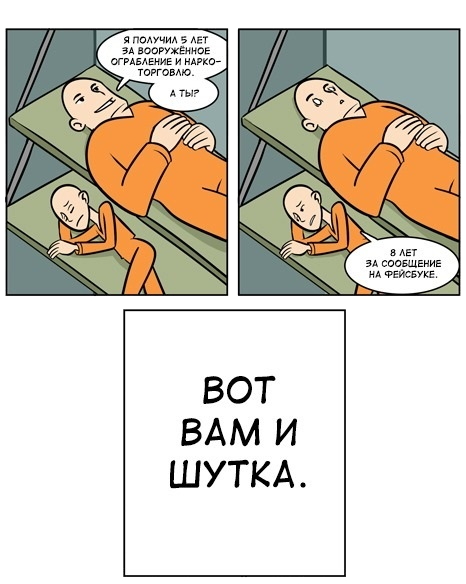 Я ПОЛУЧИЛ 5 ЛЕТ
ЗА ВООРУЖЁННОЕ
ОГРАБЛЕНИЕ И НАРКО-
ТОРГОВЛЮ.
А ТЫ?
8 ЛЕТ
ЗА СООБЩЕНИЕ
НА ФЕЙСБУКЕ.
ВОТ
ВАМ И
ШУТКА.